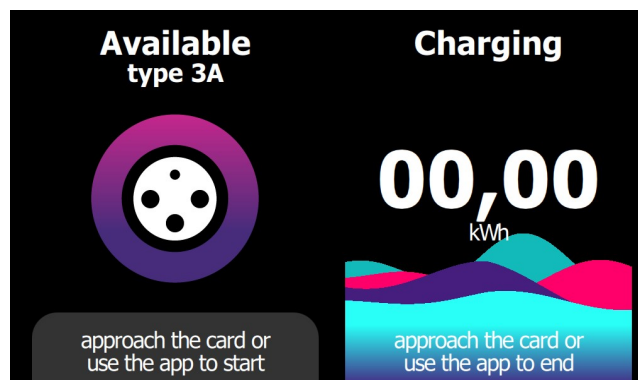 Available
type 3A
approach the card or
use the app to start
Charging
00,00
kWh
approach the card or
use the app to end